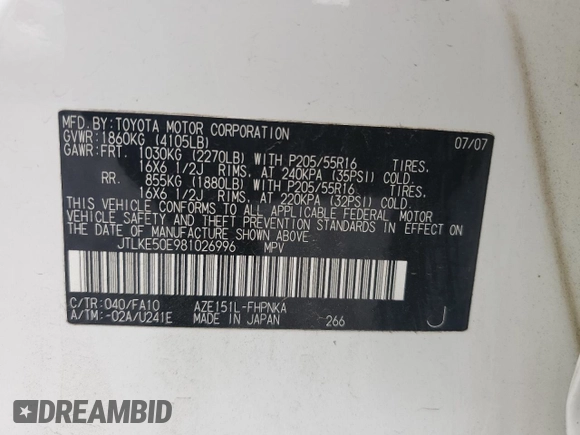 MFD.BY:TOYOTA MOTOR CORPORATION 07/07
GVWR:1860KG (4105LB)
GAWR:FRT. 1030KG (2270LB) WITH P205/55R16 TIRES.
16X6 1/2J RIMS. AT 240KPA (35PSI) COLD.
RR. 855KG (1880LB) WITH P205/55R16 TIRES.
16X6 1/2J RIMS. AT 220KPA (32PSI) COLD.
THIS VEHICLE CONFORMS TO ALL APPLICABLE FEDERAL MOTOR
VEHICLE SAFETY AND THEFT PREVENTION STANDARDS IN EFFECT ON
THE DATE OF MANUFACTURE SHOWN ABOVE.
JTLKE50E981026996 MPV
C/TR:040/FA10 AZE151L-FHPNKA
A/TM:-02A/U241E MADE IN JAPAN 266 J
DREAMBID